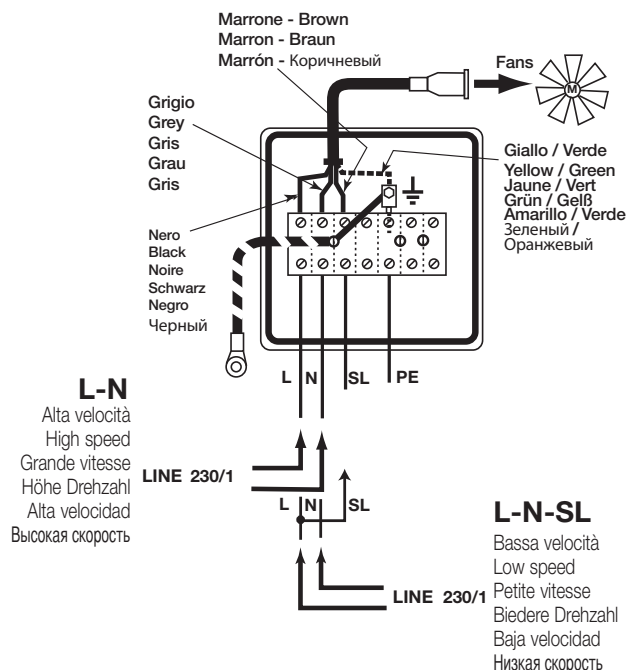 Marrone - Brown
Marron - Braun
Marrón - Коричневый
Fans
M
Grigio
Grey
Gris
Grau
Gris
Giallo / Verde
Yellow / Green
Jaune / Vert
Grün / Gelß
Amarillo / Verde
Зеленый /
Оранжевый
Nero
Black
Noire
Schwarz
Negro
Черный
L N SL PE
L-N
Alta velocità
High speed
Grande vitesse
Höhe Drehzahl
Alta velocidad
Высокая скорость
LINE 230/1
L N SL
L-N-SL
Bassa velocità
Low speed
Petite vitesse
Biedere Drehzahl
Baja velocidad
Низкая скорость
LINE 230/1